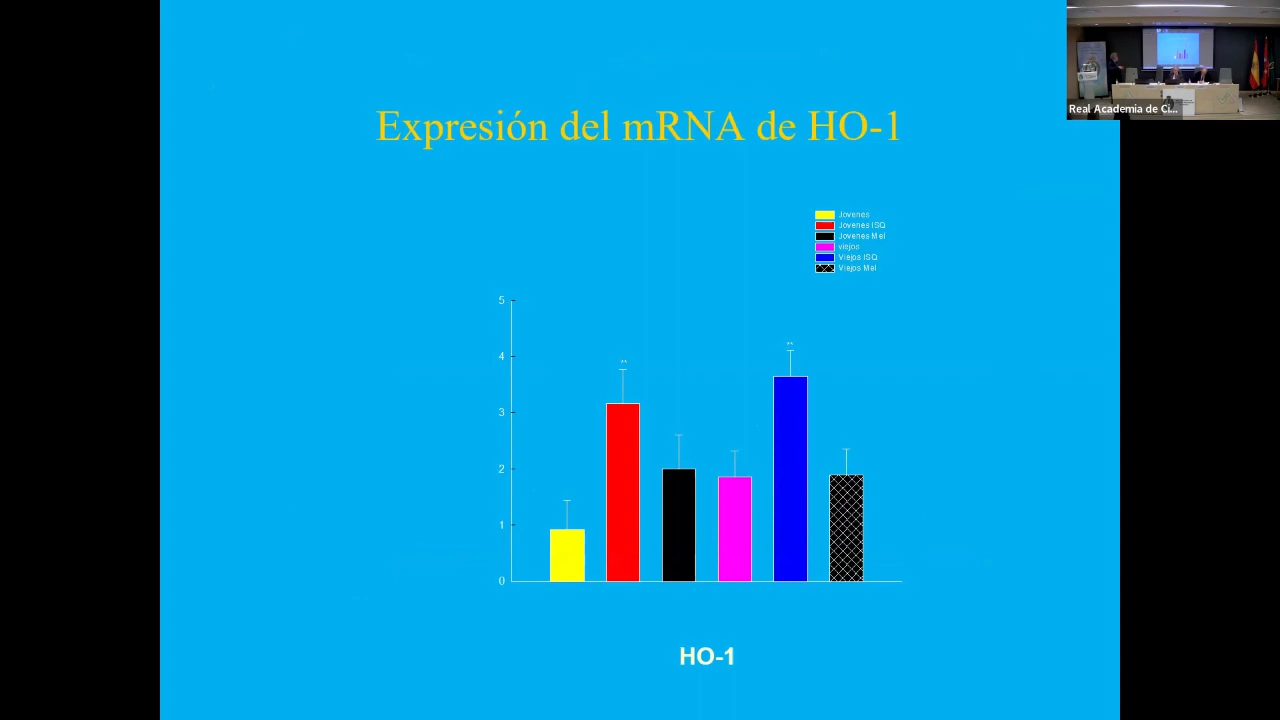 Real Academia de Ci...
Expresión del mRNA de HO-1
Jovenes
Jovenes ISQ
Jovenes Mel
viejos
Viejos ISQ
Viejos Mel
5
4
3
2
1
0
**
**
HO-1